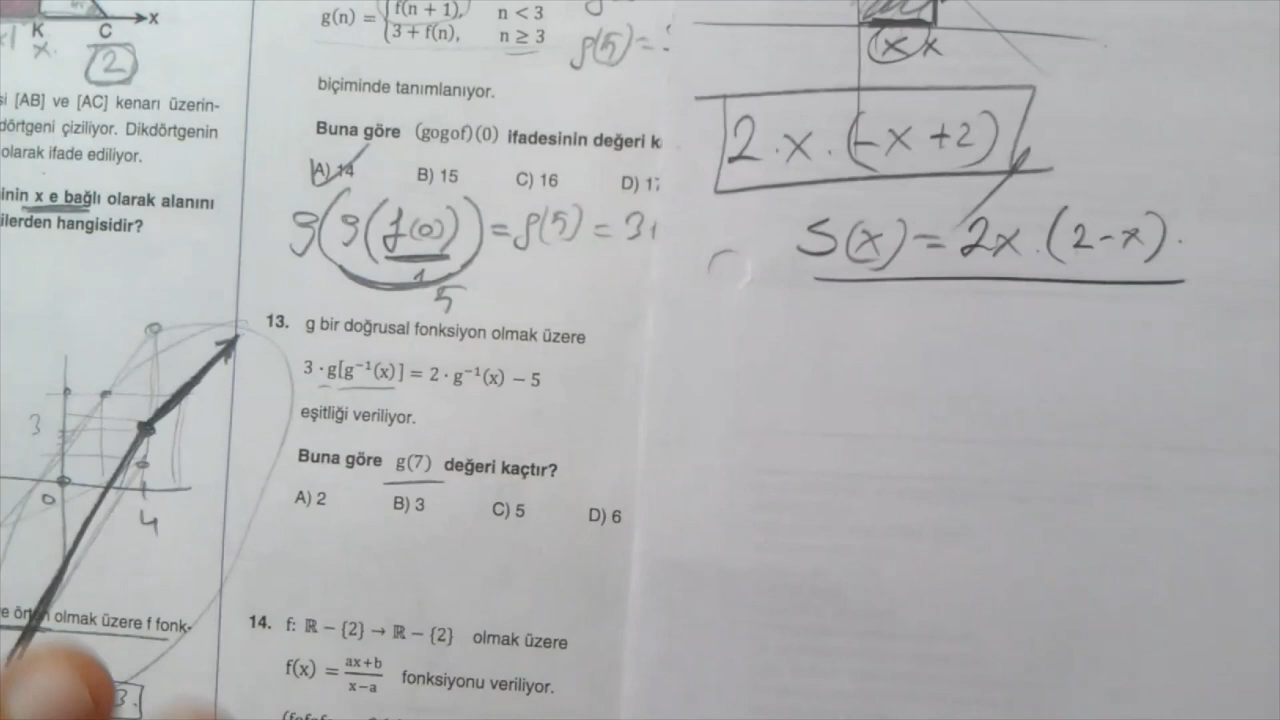 K
C
x
x
2
si [AB] ve [AC] kenarı üzerin-
dörtgeni çiziliyor. Dikdörtgenin
olarak ifade ediliyor.
inin x e bağlı olarak alanını
ilerden hangisidir?
3
0
4
e örten olmak üzere f fonk-
3.
g(n) = { f(n + 1), n < 3
3 + f(n), n ≥ 3
g(5) =
biçiminde tanımlanıyor.
Buna göre (gogof)(0) ifadesinin değeri k
A) 14 B) 15 C) 16 D) 1
g(g(f(0))) = g(5) = 3+
1
5
13. g bir doğrusal fonksiyon olmak üzere
3 · g[g⁻¹(x)] = 2 · g⁻¹(x) − 5
eşitliği veriliyor.
Buna göre g(7) değeri kaçtır?
A) 2 B) 3 C) 5 D) 6
14. f: ℝ − {2} → ℝ − {2} olmak üzere
f(x) = ax+b / x−a fonksiyonu veriliyor.
x x
2·x·(-x+2)
S(x) = 2x·(2-x).